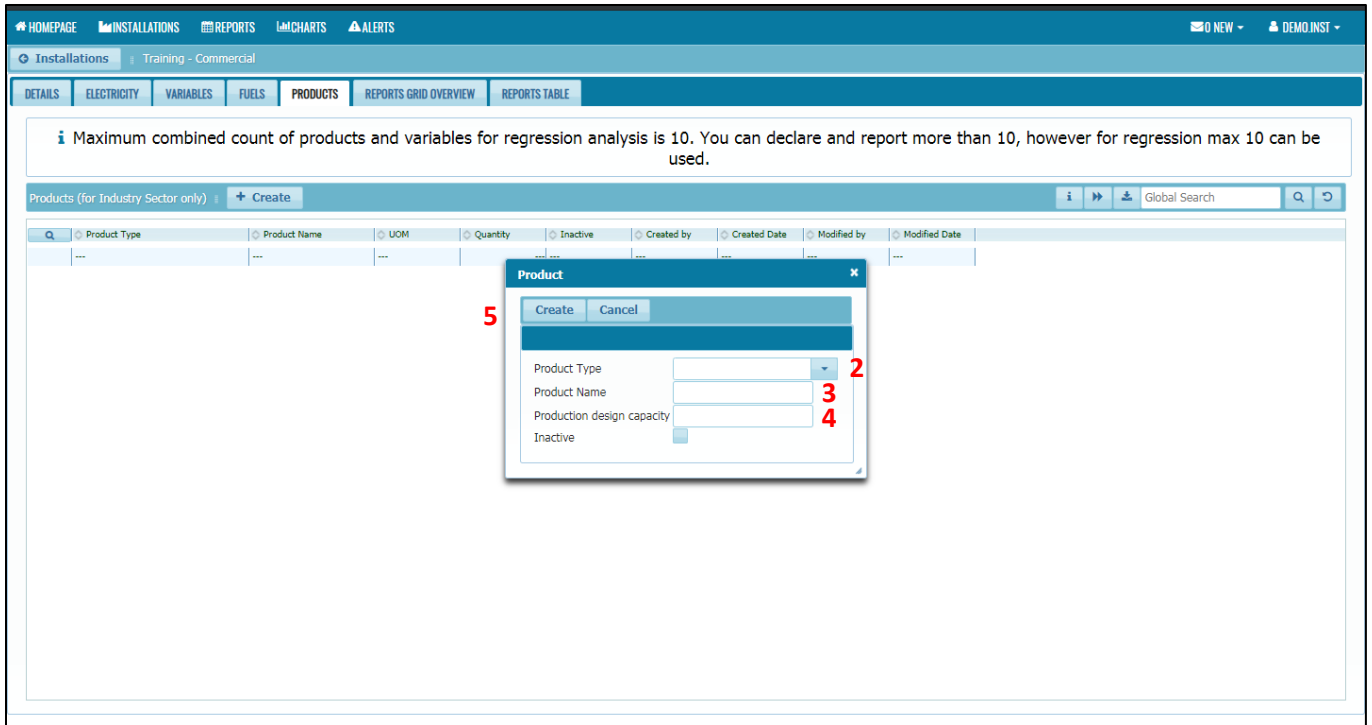 HOMEPAGE INSTALLATIONS REPORTS CHARTS ALERTS 0 NEW DEMO.INST
Installations Training - Commercial
DETAILS ELECTRICITY VARIABLES FUELS PRODUCTS REPORTS GRID OVERVIEW REPORTS TABLE
i Maximum combined count of products and variables for regression analysis is 10. You can declare and report more than 10, however for regression max 10 can be
used.
Products (for Industry Sector only) + Create i Global Search
Product Type Product Name UOM Quantity Inactive Created by Created Date Modified by Modified Date
--- --- --- --- --- --- --- --- ---
Product
5 Create Cancel
Product Type 2
Product Name 3
Production design capacity 4
Inactive